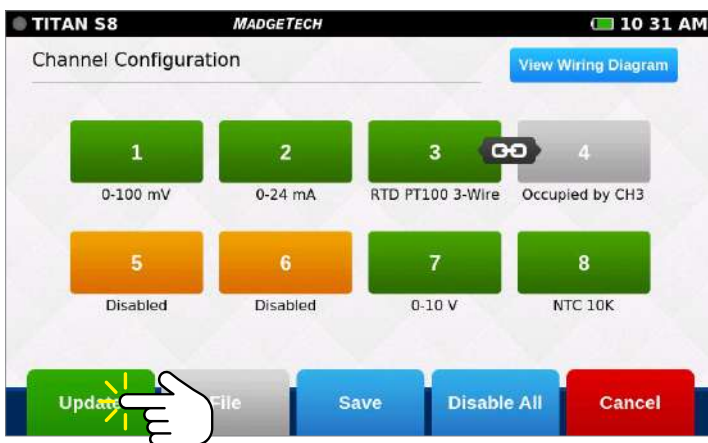 TITAN S8 MADGETECH 10 31 AM
Channel Configuration View Wiring Diagram
1 2 3 4
0-100 mV 0-24 mA RTD PT100 3-Wire Occupied by CH3
5 6 7 8
Disabled Disabled 0-10 V NTC 10K
Update File Save Disable All Cancel